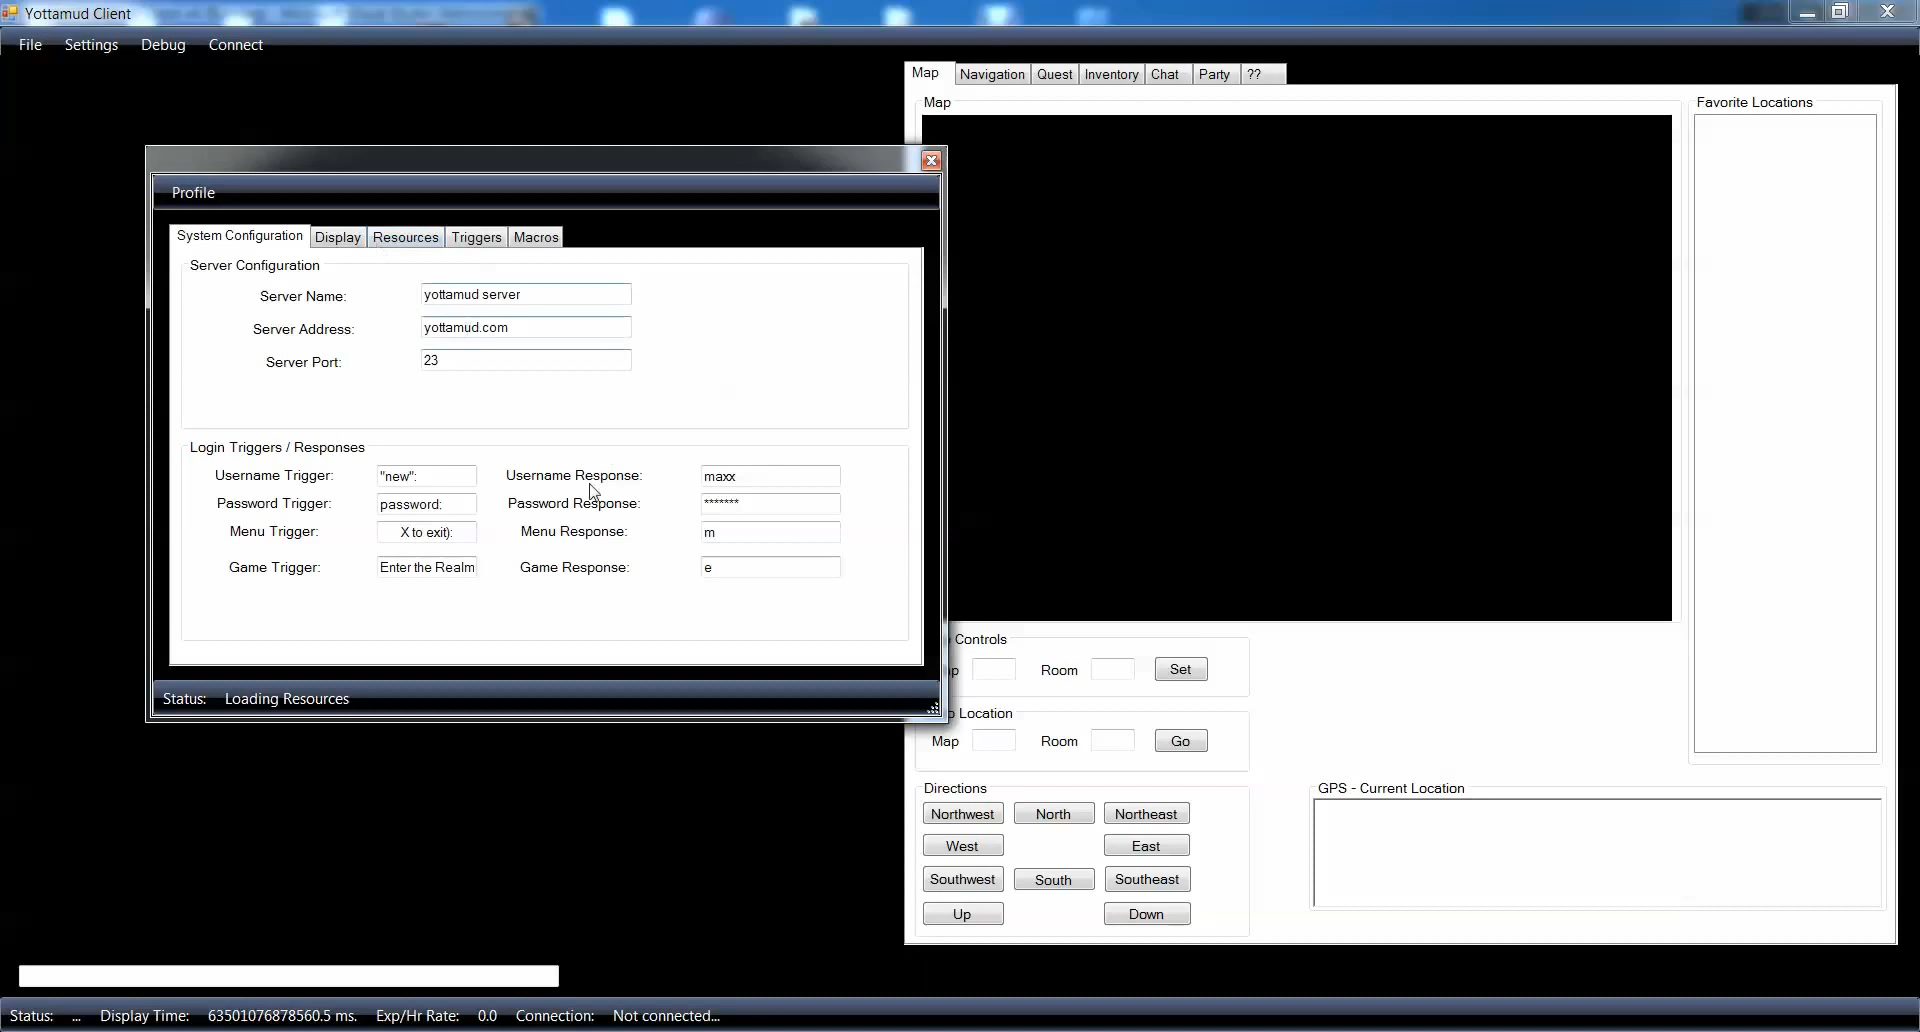 Yottamud Client
File Settings Debug Connect
Map Navigation Quest Inventory Chat Party ??
Map
Favorite Locations
Profile
System Configuration Display Resources Triggers Macros
Server Configuration
Server Name: yottamud server
Server Address: yottamud.com
Server Port: 23
Login Triggers / Responses
Username Trigger: "new": Username Response: maxx
Password Trigger: password: Password Response: *******
Menu Trigger: X to exit): Menu Response: m
Game Trigger: Enter the Realm Game Response: e
Status: Loading Resources
Controls
Room Set
Location
Map Room Go
Directions
Northwest North Northeast
West East
Southwest South Southeast
Up Down
GPS - Current Location
Status: ... Display Time: 63501076878560.5 ms. Exp/Hr Rate: 0.0 Connection: Not connected...